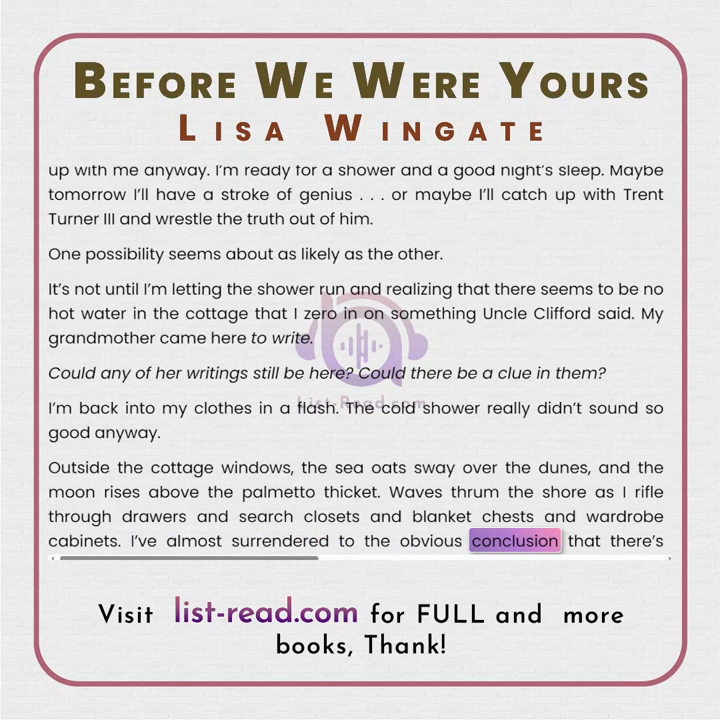 BEFORE WE WERE YOURS
LISA WINGATE
up with me anyway. I'm ready for a shower and a good night's sleep. Maybe
tomorrow I'll have a stroke of genius . . . or maybe I'll catch up with Trent
Turner III and wrestle the truth out of him.
One possibility seems about as likely as the other.
It's not until I'm letting the shower run and realizing that there seems to be no
hot water in the cottage that I zero in on something Uncle Clifford said. My
grandmother came here to write.
Could any of her writings still be here? Could there be a clue in them?
I'm back into my clothes in a flash. The cold shower really didn't sound so
good anyway.
Outside the cottage windows, the sea oats sway over the dunes, and the
moon rises above the palmetto thicket. Waves thrum the shore as I rifle
through drawers and search closets and blanket chests and wardrobe
cabinets. I've almost surrendered to the obvious conclusion that there's
List-Read.com
Visit list-read.com for FULL and more
books, Thank!